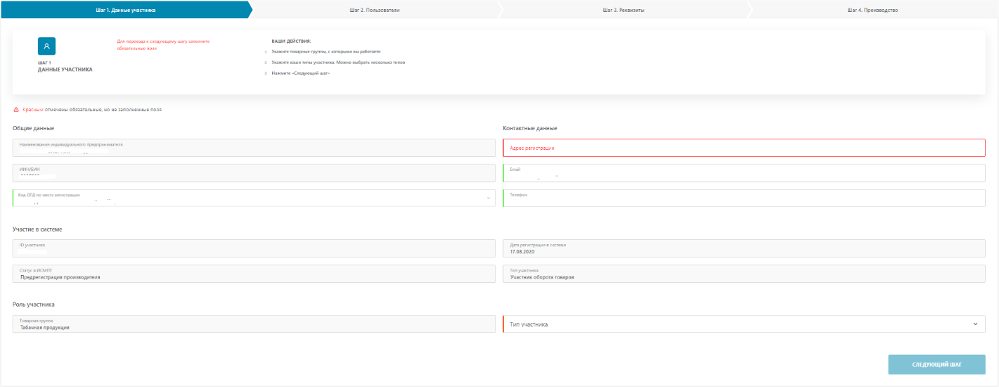 Шаг 1. Данные участника
Шаг 2. Пользователи
Шаг 3. Реквизиты
Шаг 4. Производство
ШАГ 1
ДАННЫЕ УЧАСТНИКА
Для перехода к следующему шагу заполните
обязательные поля
ВАШИ ДЕЙСТВИЯ:
1 Укажите товарные группы, с которыми вы работаете
2 Укажите ваши типы участника. Можно выбрать несколько типов
3 Нажмите «Следующий шаг»
Красным отмечены обязательные, но не заполненные поля
Общие данные
Наименование индивидуального предпринимателя
ИИН/БИН
Код ОГД по месту регистрации
Контактные данные
Адрес регистрации
Email
Телефон
Участие в системе
ID участника
Дата регистрации в системе
17.08.2020
Статус в ИСМПТ
Предрегистрация производителя
Тип участника
Участник оборота товаров
Роль участника
Товарная группа
Табачная продукция
Тип участника
СЛЕДУЮЩИЙ ШАГ